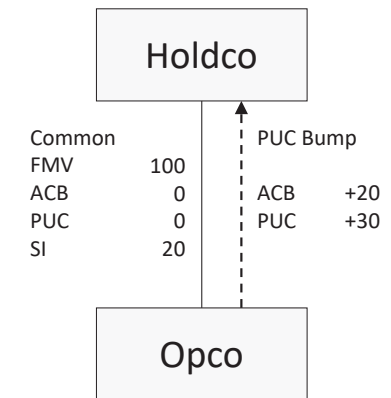 Holdco
Common
FMV 100
ACB 0
PUC 0
SI 20
PUC Bump
ACB +20
PUC +30
Opco